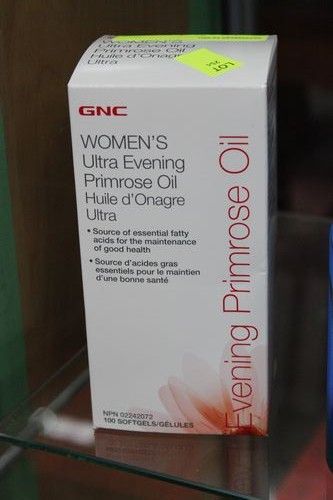 WOMEN'S
Ultra Evening
Primrose Oil
Huile d'Onagre
Ultra
LOT
GNC
WOMEN'S
Ultra Evening
Primrose Oil
Huile d'Onagre
Ultra
• Source of essential fatty
acids for the maintenance
of good health
• Source d'acides gras
essentiels pour le maintien
d'une bonne santé
NPN 02242072
100 SOFTGELS/GÉLULES
Evening Primrose Oil